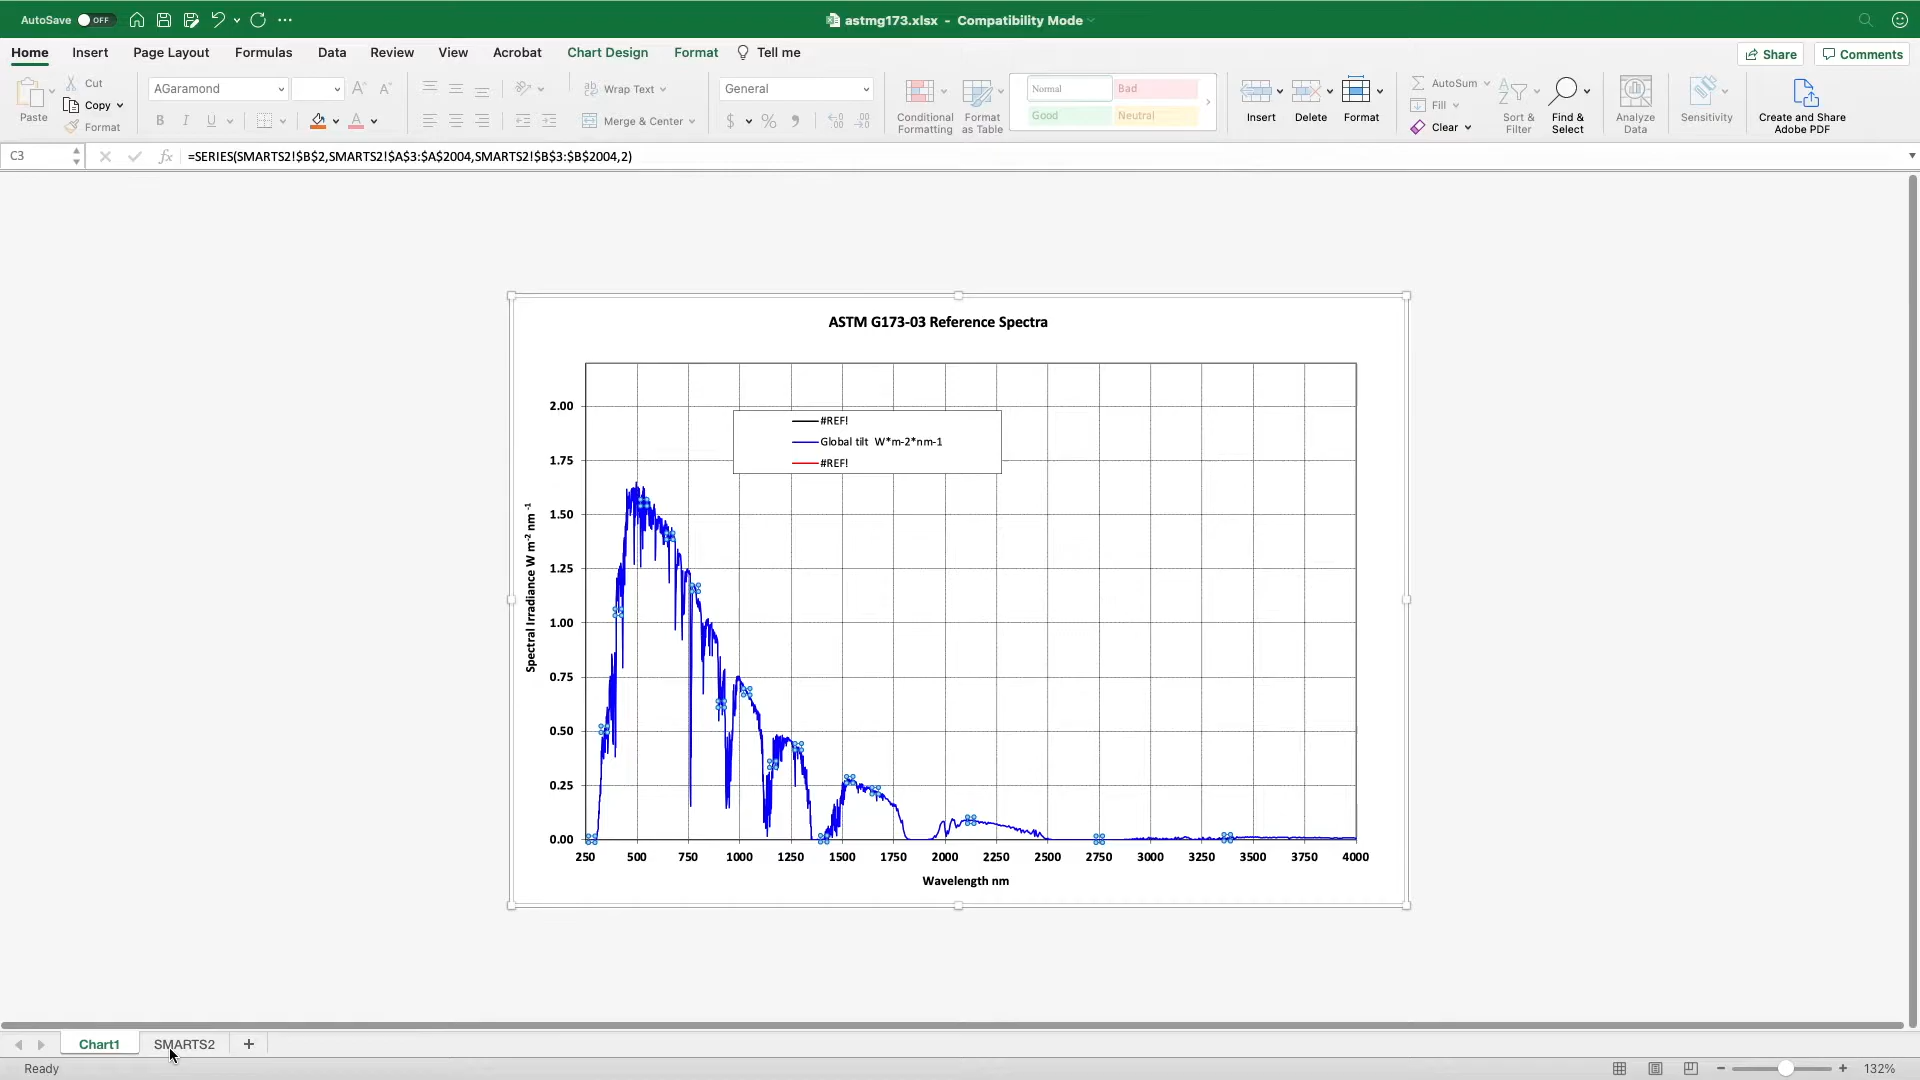 AutoSave OFF
astmg173.xlsx - Compatibility Mode
Home Insert Page Layout Formulas Data Review View Acrobat Chart Design Format Tell me
Share Comments
Paste
Cut
Copy
Format
AGaramond
B I U
Wrap Text
Merge & Center
General
$ %
Conditional Formatting
Format as Table
Normal Bad
Good Neutral
Insert Delete Format
AutoSum
Fill
Clear
Sort & Filter
Find & Select
Analyze Data
Sensitivity
Create and Share Adobe PDF
C3 fx =SERIES(SMARTS2!$B$2,SMARTS2!$A$3:$A$2004,SMARTS2!$B$3:$B$2004,2)
ASTM G173-03 Reference Spectra
#REF!
Global tilt W*m-2*nm-1
#REF!
2.00
1.75
1.50
1.25
1.00
0.75
0.50
0.25
0.00
Spectral Irradiance W m-2 nm -1
250 500 750 1000 1250 1500 1750 2000 2250 2500 2750 3000 3250 3500 3750 4000
Wavelength nm
Chart1 SMARTS2 +
Ready
132%